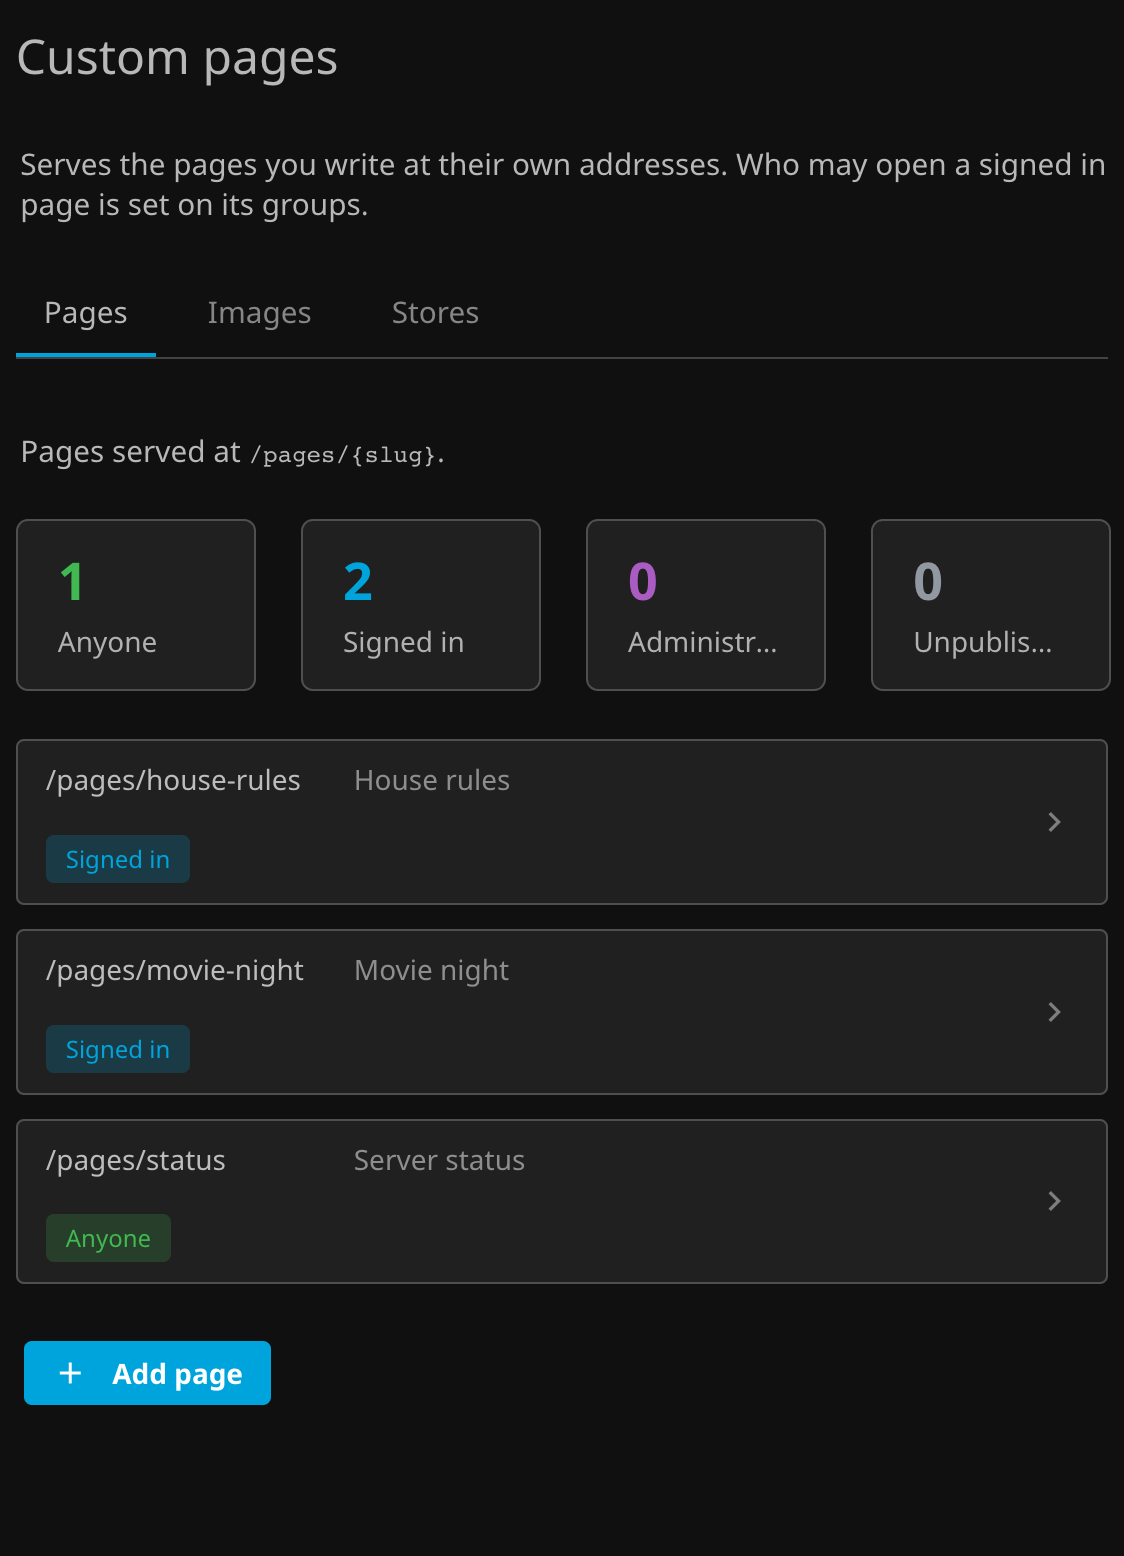 Custom pages
Serves the pages you write at their own addresses. Who may open a signed in
page is set on its groups.
Pages Images Stores
Pages served at /pages/{slug}.
1 2 0 0
Anyone Signed in Administr... Unpublis...
/pages/house-rules House rules
Signed in
/pages/movie-night Movie night
Signed in
/pages/status Server status
Anyone
+ Add page